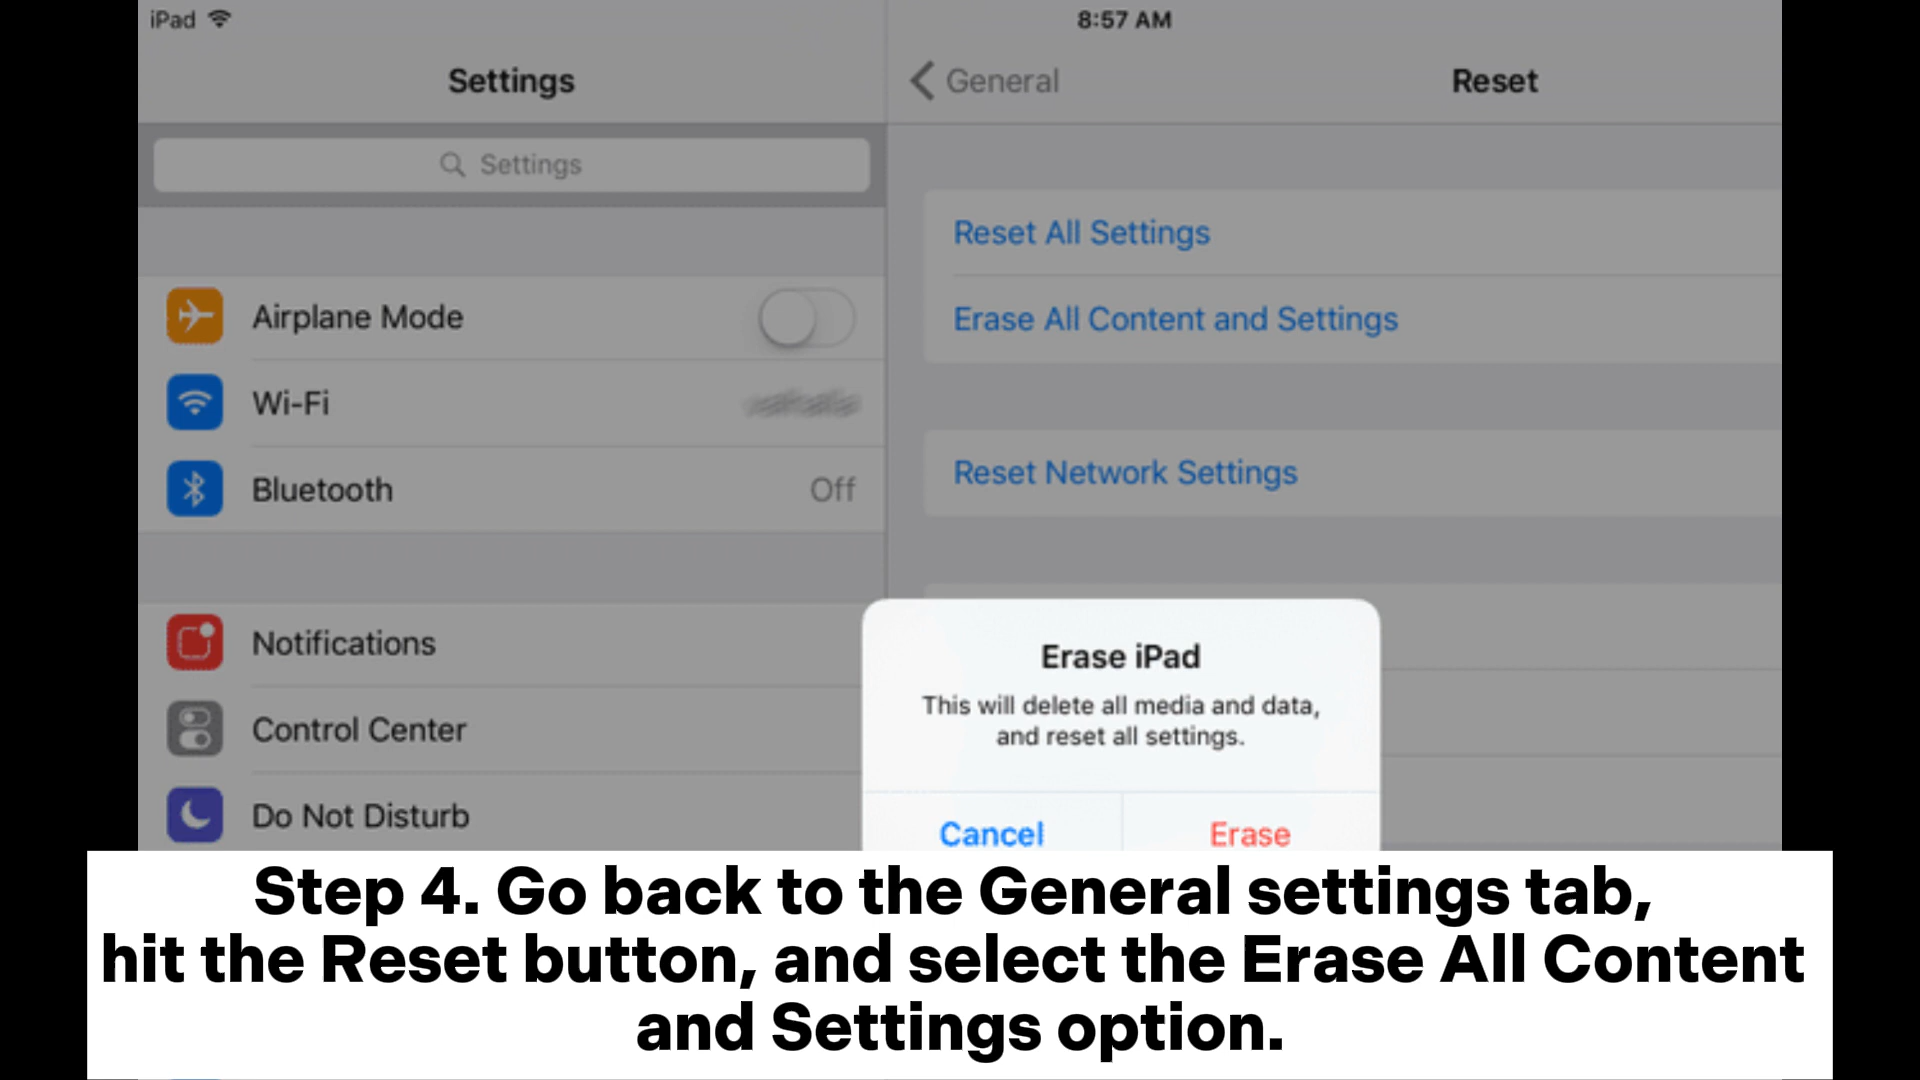 iPad
8:57 AM
Settings
General
Reset
Settings
Airplane Mode
Wi-Fi
Bluetooth
Off
Notifications
Control Center
Do Not Disturb
Reset All Settings
Erase All Content and Settings
Reset Network Settings
Erase iPad
This will delete all media and data,
and reset all settings.
Cancel
Erase
Step 4. Go back to the General settings tab,
hit the Reset button, and select the Erase All Content
and Settings option.